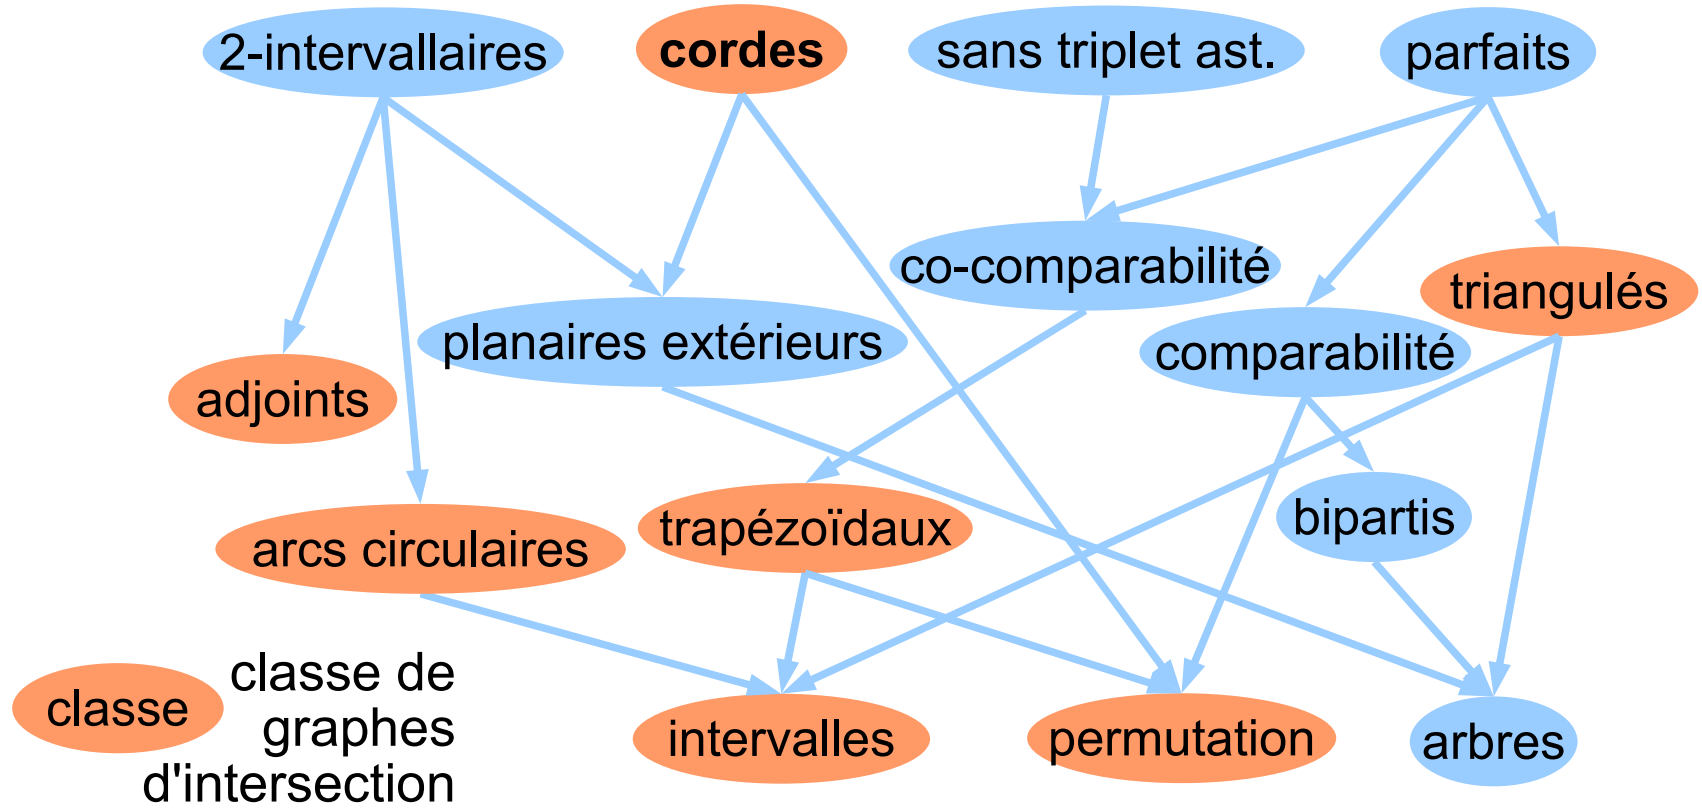 2-intervallaires
cordes
sans triplet ast.
parfaits
co-comparabilité
triangulés
planaires extérieurs
comparabilité
adjoints
bipartis
trapézoïdaux
arcs circulaires
classe
classe de
graphes
d'intersection
intervalles
permutation
arbres